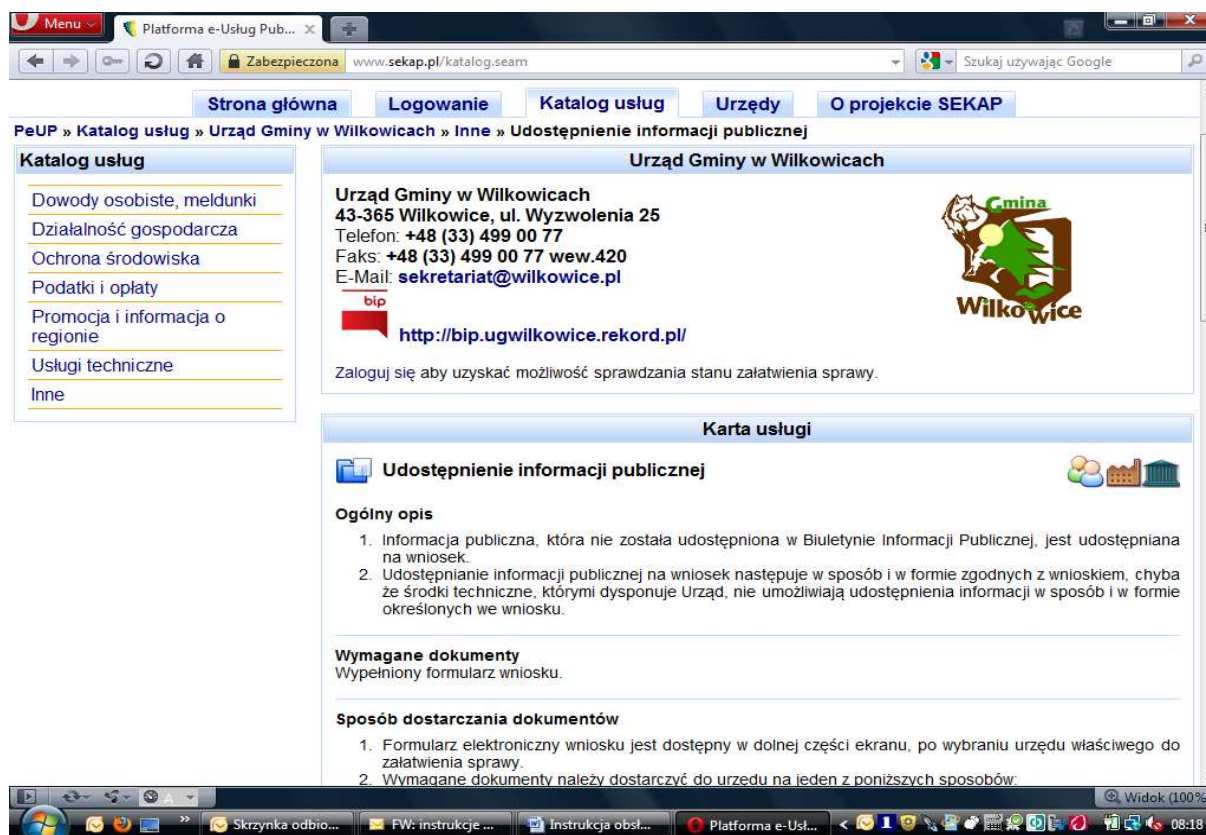 Menu
Platforma e-Usług Pub...
Zabezpieczona www.sekap.pl/katalog.seam
Szukaj używając Google
Strona główna Logowanie Katalog usług Urzędy O projekcie SEKAP
PeUP » Katalog usług » Urząd Gminy w Wilkowicach » Inne » Udostępnienie informacji publicznej
Katalog usług
Dowody osobiste, meldunki
Działalność gospodarcza
Ochrona środowiska
Podatki i opłaty
Promocja i informacja o
regionie
Usługi techniczne
Inne
Urząd Gminy w Wilkowicach
Urząd Gminy w Wilkowicach
43-365 Wilkowice, ul. Wyzwolenia 25
Telefon: +48 (33) 499 00 77
Faks: +48 (33) 499 00 77 wew.420
E-Mail: sekretariat@wilkowice.pl
bip
http://bip.ugwilkowice.rekord.pl/
Gmina
Wilkowice
Zaloguj się aby uzyskać możliwość sprawdzania stanu załatwienia sprawy.
Karta usługi
Udostępnienie informacji publicznej
Ogólny opis
1. Informacja publiczna, która nie została udostępniona w Biuletynie Informacji Publicznej, jest udostępniana
na wniosek.
2. Udostępnianie informacji publicznej na wniosek następuje w sposób i w formie zgodnych z wnioskiem, chyba
że środki techniczne, którymi dysponuje Urząd, nie umożliwiają udostępnienia informacji w sposób i w formie
określonych we wniosku.
Wymagane dokumenty
Wypełniony formularz wniosku.
Sposób dostarczania dokumentów
1. Formularz elektroniczny wniosku jest dostępny w dolnej części ekranu, po wybraniu urzędu właściwego do
załatwienia sprawy.
2. Wymagane dokumenty należy dostarczyć do urzędu na jeden z poniższych sposobów:
Widok (100%
Skrzynka odbio... FW: instrukcje ... Instrukcja obsł... Platforma e-Usł... 08:18